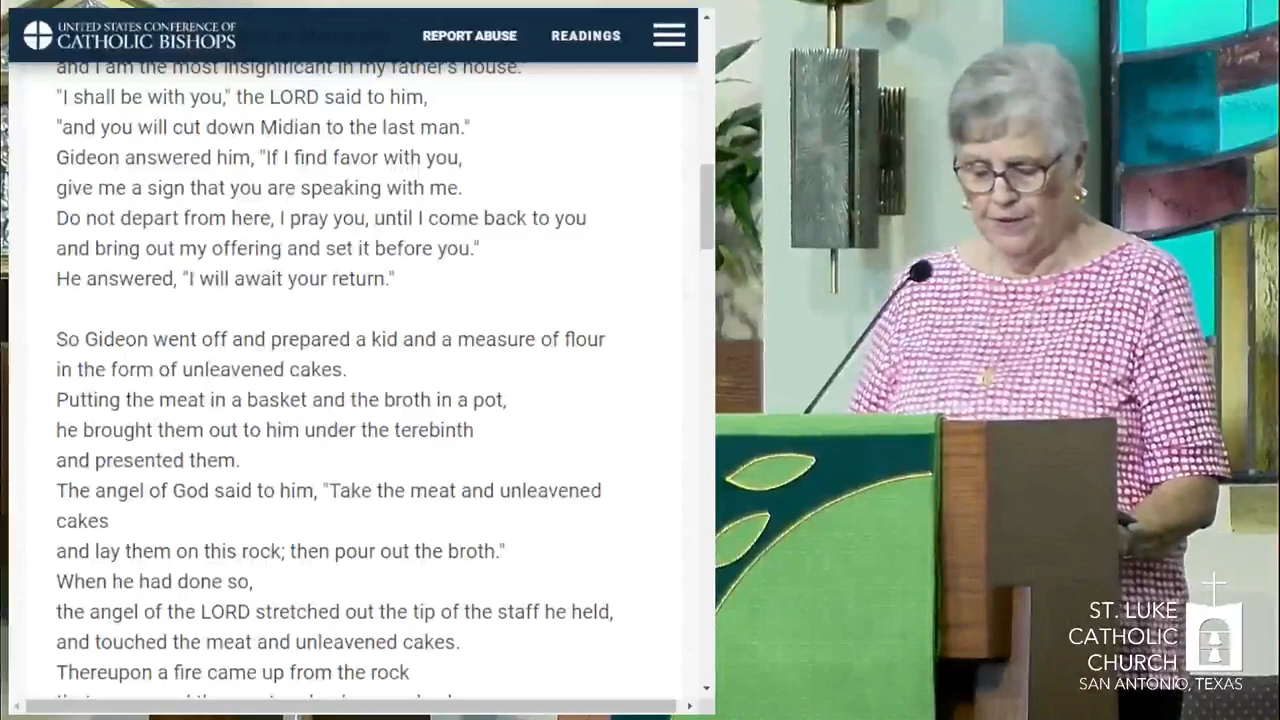 UNITED STATES CONFERENCE OF
CATHOLIC BISHOPS
REPORT ABUSE
READINGS
and I am the most insignificant in my father's house."
"I shall be with you," the LORD said to him,
"and you will cut down Midian to the last man."
Gideon answered him, "If I find favor with you,
give me a sign that you are speaking with me.
Do not depart from here, I pray you, until I come back to you
and bring out my offering and set it before you."
He answered, "I will await your return."
So Gideon went off and prepared a kid and a measure of flour
in the form of unleavened cakes.
Putting the meat in a basket and the broth in a pot,
he brought them out to him under the terebinth
and presented them.
The angel of God said to him, "Take the meat and unleavened
cakes
and lay them on this rock; then pour out the broth."
When he had done so,
the angel of the LORD stretched out the tip of the staff he held,
and touched the meat and unleavened cakes.
Thereupon a fire came up from the rock
ST. LUKE
CATHOLIC
CHURCH
SAN ANTONIO, TEXAS